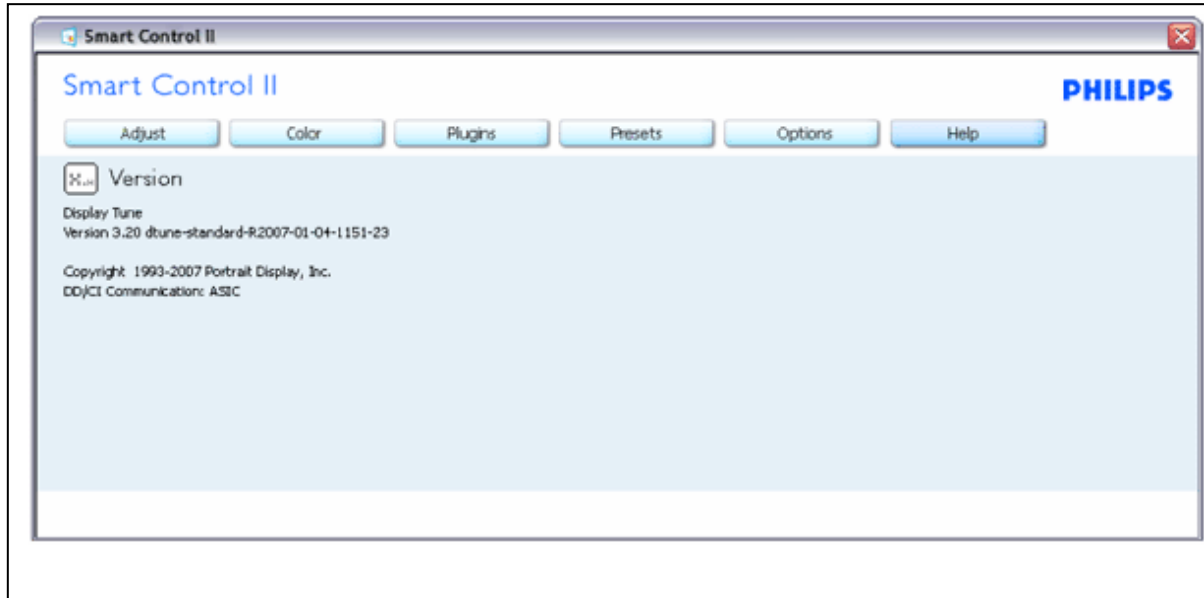 Smart Control II
Smart Control II
PHILIPS
Adjust Color Plugins Presets Options Help
Version
Display Tune
Version 3.20 dtune-standard-R2007-01-04-1151-23
Copyright 1993-2007 Portrait Display, Inc.
DD/CI Communication: ASIC